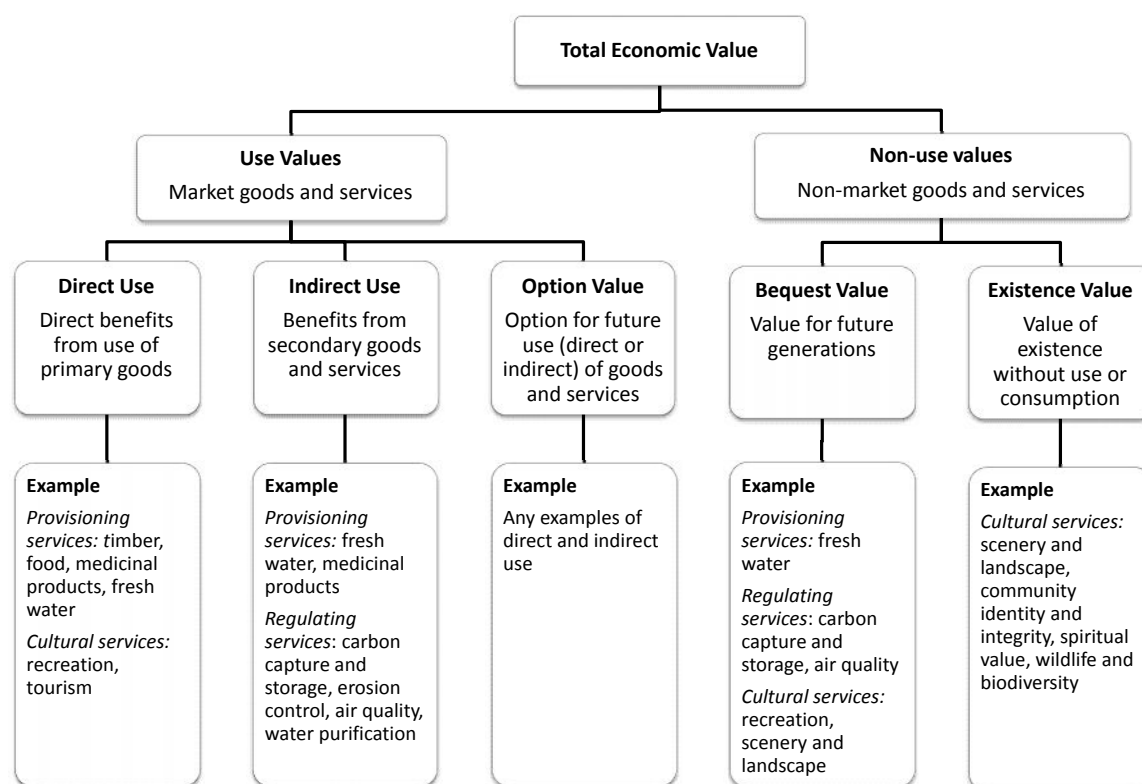 Total Economic Value
Use Values
Market goods and services
Non-use values
Non-market goods and services
Direct Use
Direct benefits
from use of
primary goods
Indirect Use
Benefits from
secondary goods
and services
Option Value
Option for future
use (direct or
indirect) of goods
and services
Bequest Value
Value for future
generations
Existence Value
Value of
existence
without use or
consumption
Example
Provisioning
services: timber,
food, medicinal
products, fresh
water
Cultural services:
recreation,
tourism
Example
Provisioning
services: fresh
water, medicinal
products
Regulating
services: carbon
capture and
storage, erosion
control, air quality,
water purification
Example
Any examples of
direct and indirect
use
Example
Provisioning
services: fresh
water
Regulating
services: carbon
capture and
storage, air quality
Cultural services:
recreation,
scenery and
landscape
Example
Cultural services:
scenery and
landscape,
community
identity and
integrity, spiritual
value, wildlife and
biodiversity